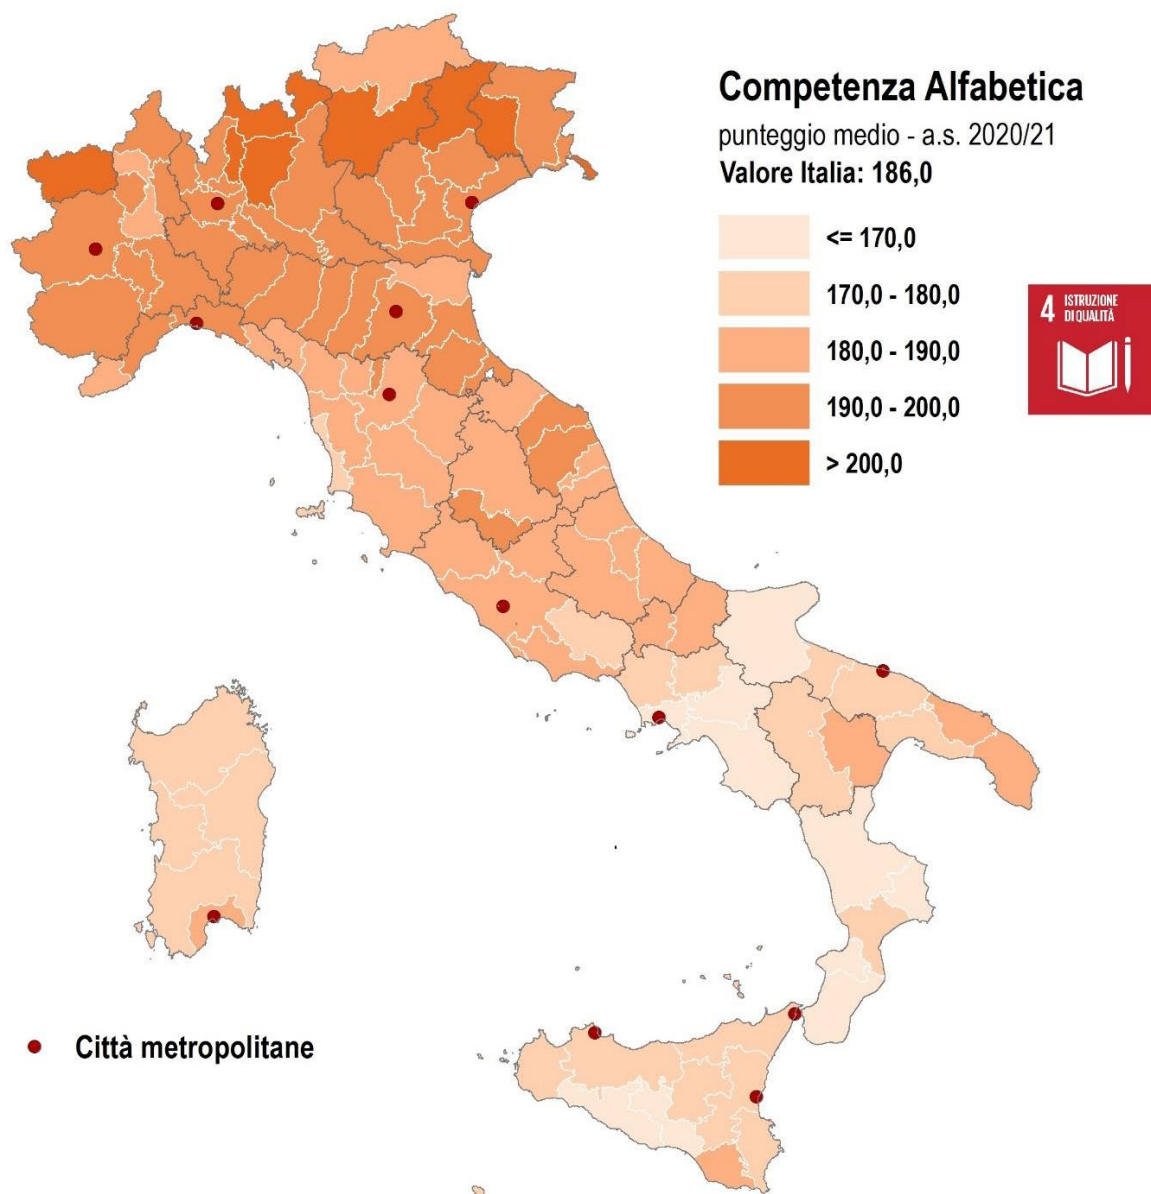 Competenza Alfabetica
punteggio medio - a.s. 2020/21
Valore Italia: 186,0
<= 170,0
170,0 - 180,0
180,0 - 190,0
190,0 - 200,0
> 200,0
4 ISTRUZIONE
DI QUALITÀ
Città metropolitane